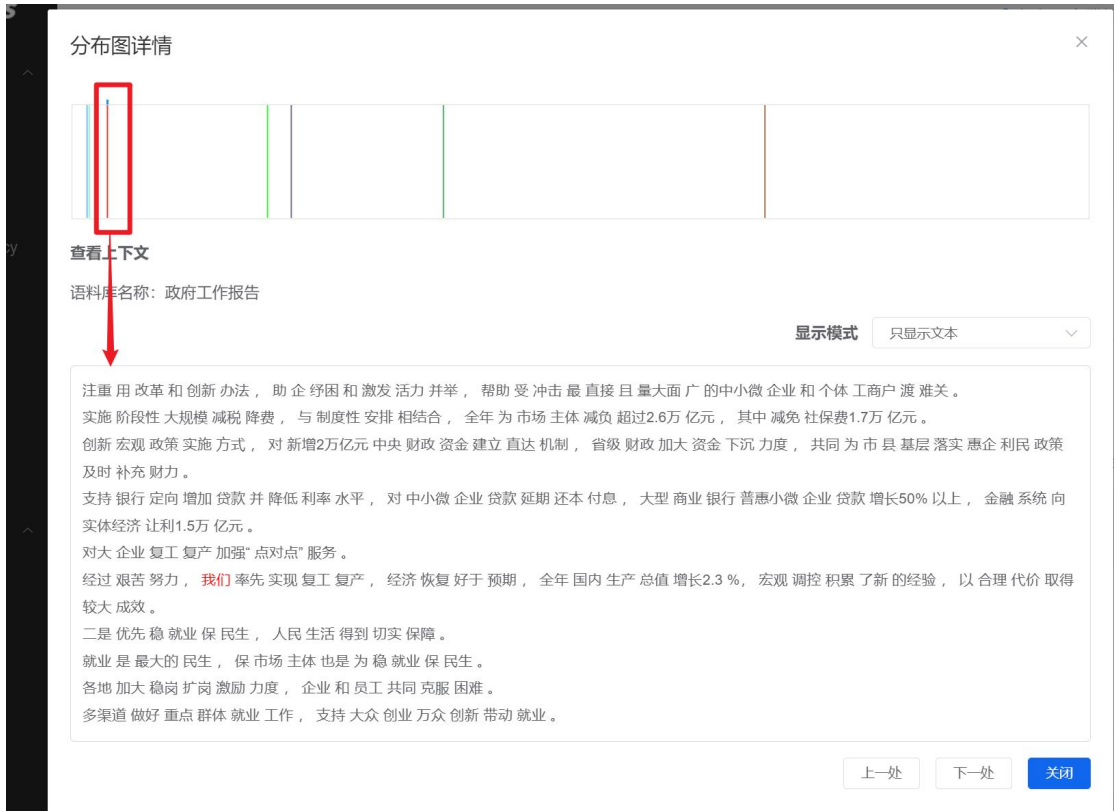 s
分布图详情
cy
查看上下文
语料库名称：政府工作报告
显示模式 只显示文本
注重 用 改革 和 创新 办法 ， 助 企 纾困 和 激发 活力 并举 ， 帮助 受 冲击 最 直接 且 量大面 广 的中小微 企业 和 个体 工商户 渡 难关 。
实施 阶段性 大规模 减税 降费 ， 与 制度性 安排 相结合 ， 全年 为 市场 主体 减负 超过2.6万 亿元 ， 其中 减免 社保费1.7万 亿元 。
创新 宏观 政策 实施 方式 ， 对 新增2万亿元 中央 财政 资金 建立 直达 机制 ， 省级 财政 加大 资金 下沉 力度 ， 共同 为 市 县 基层 落实 惠企 利民 政策
及时 补充 财力 。
支持 银行 定向 增加 贷款 并 降低 利率 水平 ， 对 中小微 企业 贷款 延期 还本 付息 ， 大型 商业 银行 普惠小微 企业 贷款 增长50% 以上 ， 金融 系统 向
实体经济 让利1.5万 亿元 。
对大 企业 复工 复产 加强“ 点对点” 服务 。
经过 艰苦 努力 ， 我们 率先 实现 复工 复产 ， 经济 恢复 好于 预期 ， 全年 国内 生产 总值 增长2.3 %， 宏观 调控 积累 了新 的经验 ， 以 合理 代价 取得
较大 成效 。
二是 优先 稳 就业 保 民生 ， 人民 生活 得到 切实 保障 。
就业 是 最大的 民生 ， 保 市场 主体 也是 为 稳 就业 保 民生 。
各地 加大 稳岗 扩岗 激励 力度 ， 企业 和 员工 共同 克服 困难 。
多渠道 做好 重点 群体 就业 工作 ， 支持 大众 创业 万众 创新 带动 就业 。
上一处 下一处 关闭